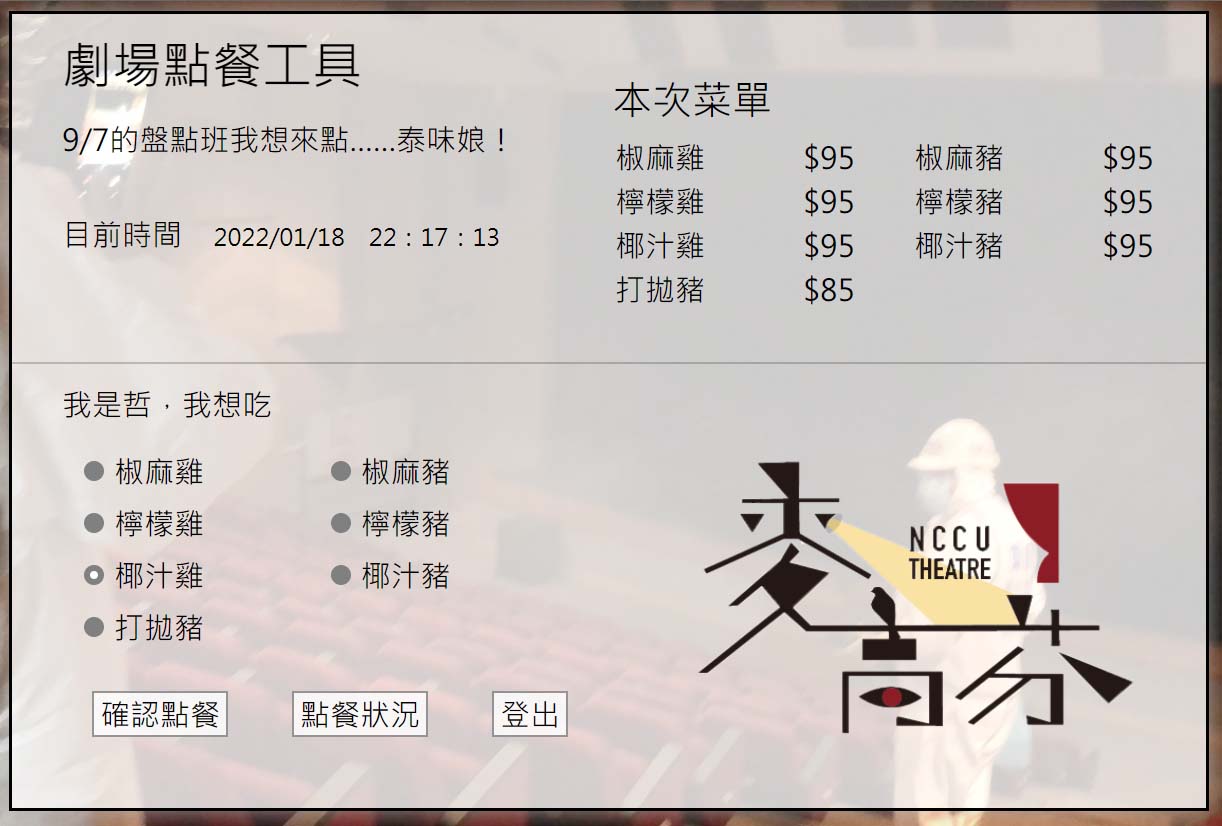 劇場點餐工具
9/7的盤點班我想來點......泰味娘！
目前時間 2022/01/18 22：17：13
本次菜單
椒麻雞 $95 椒麻豬 $95
檸檬雞 $95 檸檬豬 $95
椰汁雞 $95 椰汁豬 $95
打拋豬 $85
我是哲，我想吃
椒麻雞 椒麻豬
檸檬雞 檸檬豬
椰汁雞 椰汁豬
打拋豬
確認點餐 點餐狀況 登出
麥高芬
NCCU
THEATRE